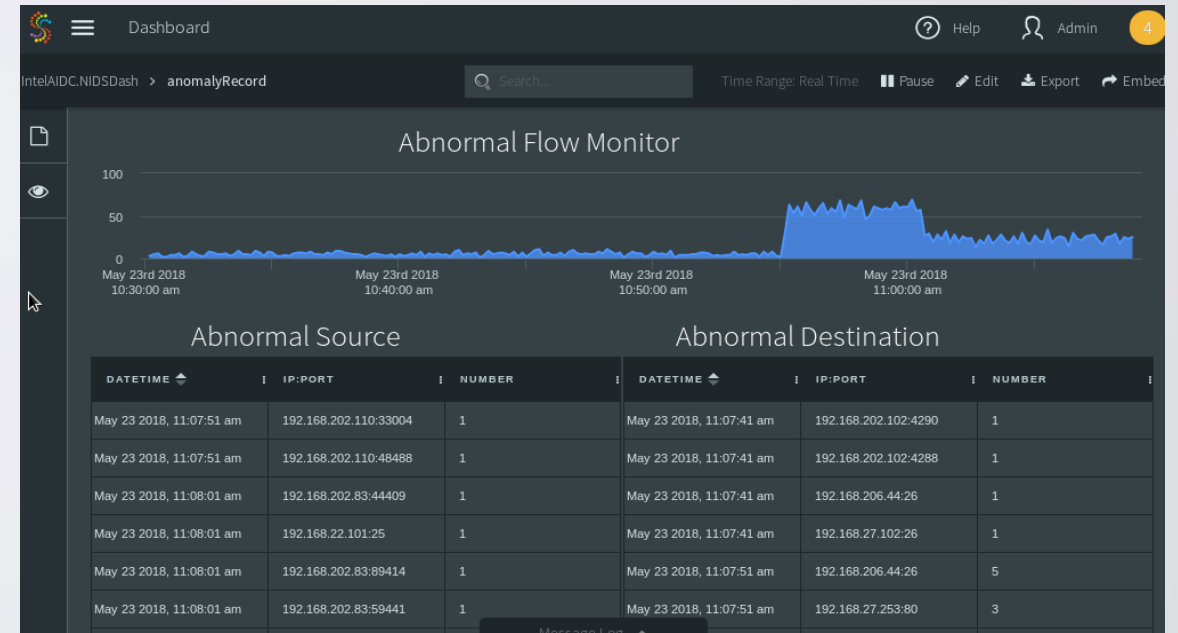 Dashboard
Help
Admin
4
IntelAIDC.NIDSDash > anomalyRecord
Search...
Time Range: Real Time
Pause
Edit
Export
Embed
Abnormal Flow Monitor
100
50
0
May 23rd 2018
10:30:00 am
May 23rd 2018
10:40:00 am
May 23rd 2018
10:50:00 am
May 23rd 2018
11:00:00 am
Abnormal Source
DATETIME IP:PORT NUMBER
May 23 2018, 11:07:51 am 192.168.202.110:33004 1
May 23 2018, 11:07:51 am 192.168.202.110:48488 1
May 23 2018, 11:08:01 am 192.168.202.83:44409 1
May 23 2018, 11:08:01 am 192.168.22.101:25 1
May 23 2018, 11:08:01 am 192.168.202.83:89414 1
May 23 2018, 11:08:01 am 192.168.202.83:59441 1
Abnormal Destination
DATETIME IP:PORT NUMBER
May 23 2018, 11:07:41 am 192.168.202.102:4290 1
May 23 2018, 11:07:41 am 192.168.202.102:4288 1
May 23 2018, 11:07:41 am 192.168.206.44:26 1
May 23 2018, 11:07:41 am 192.168.27.102:26 1
May 23 2018, 11:07:51 am 192.168.206.44:26 5
May 23 2018, 11:07:51 am 192.168.27.253:80 3
Message Log